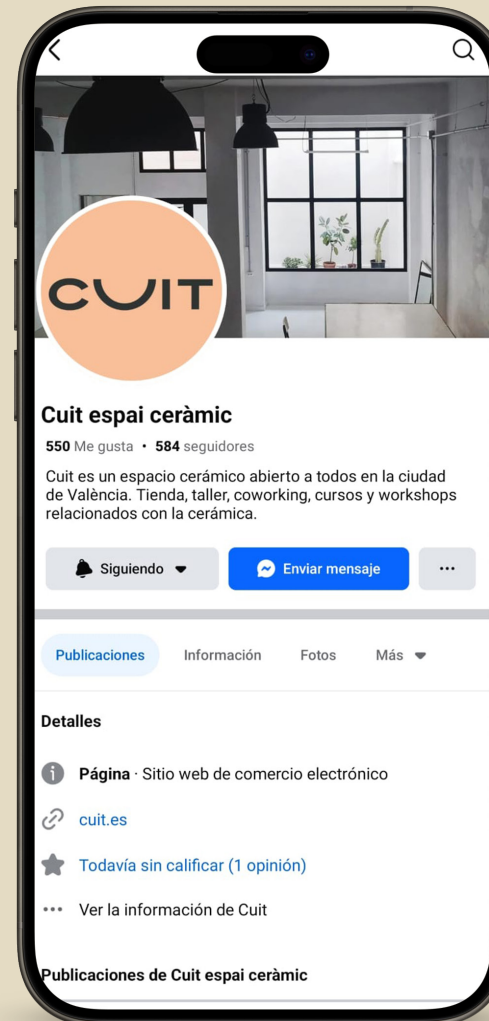 CUIT
Cuit espai ceràmic
550 Me gusta • 584 seguidores
Cuit es un espacio cerámico abierto a todos en la ciudad
de València. Tienda, taller, coworking, cursos y workshops
relacionados con la cerámica.
Siguiendo
Enviar mensaje
Publicaciones
Información
Fotos
Más
Detalles
Página · Sitio web de comercio electrónico
cuit.es
Todavía sin calificar (1 opinión)
Ver la información de Cuit
Publicaciones de Cuit espai ceràmic